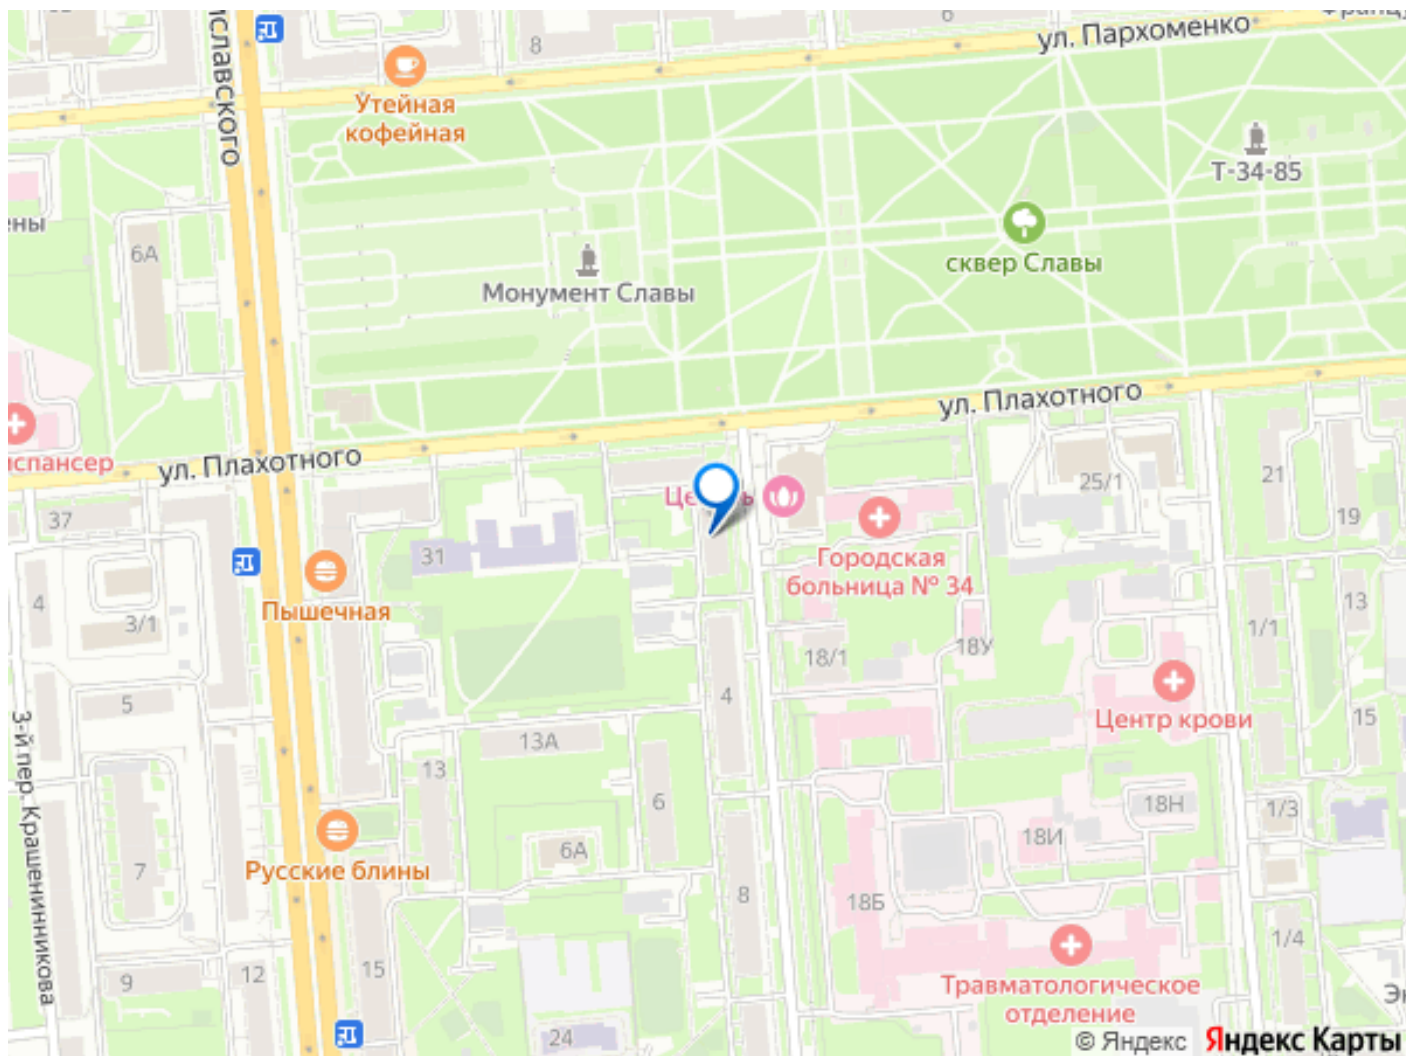 ул. Пархоменко
6
8
Утейная
кофейная
Т-34-85
6А
сквер Славы
Монумент Славы
ул. Плахотного
ул. Плахотного
21
25/1
37
19
31
Городская
больница № 34
Пышечная
4
3/1
13
1/1
18/1
18У
4
5
Центр крови
15
13А
13
6
3-й пер. Крашенинникова
18Н
1/3
18И
6А
Русские блины
7
8
18Б
1/4
9
12
15
Травматологическое
отделение
24
© Яндекс
Яндекс Карты